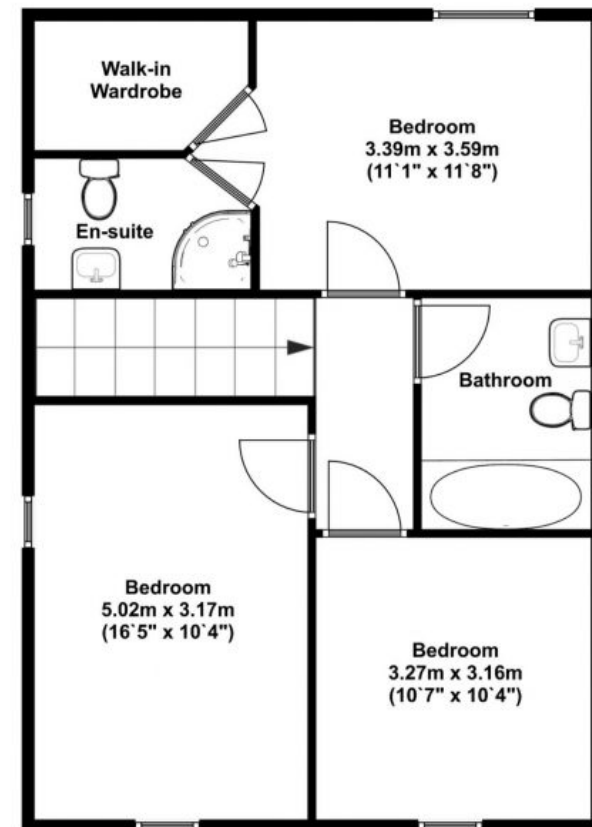 Walk-in
Wardrobe
Bedroom
3.39m x 3.59m
(11`1" x 11`8")
En-suite
Bathroom
Bedroom
5.02m x 3.17m
(16`5" x 10`4")
Bedroom
3.27m x 3.16m
(10`7" x 10`4")